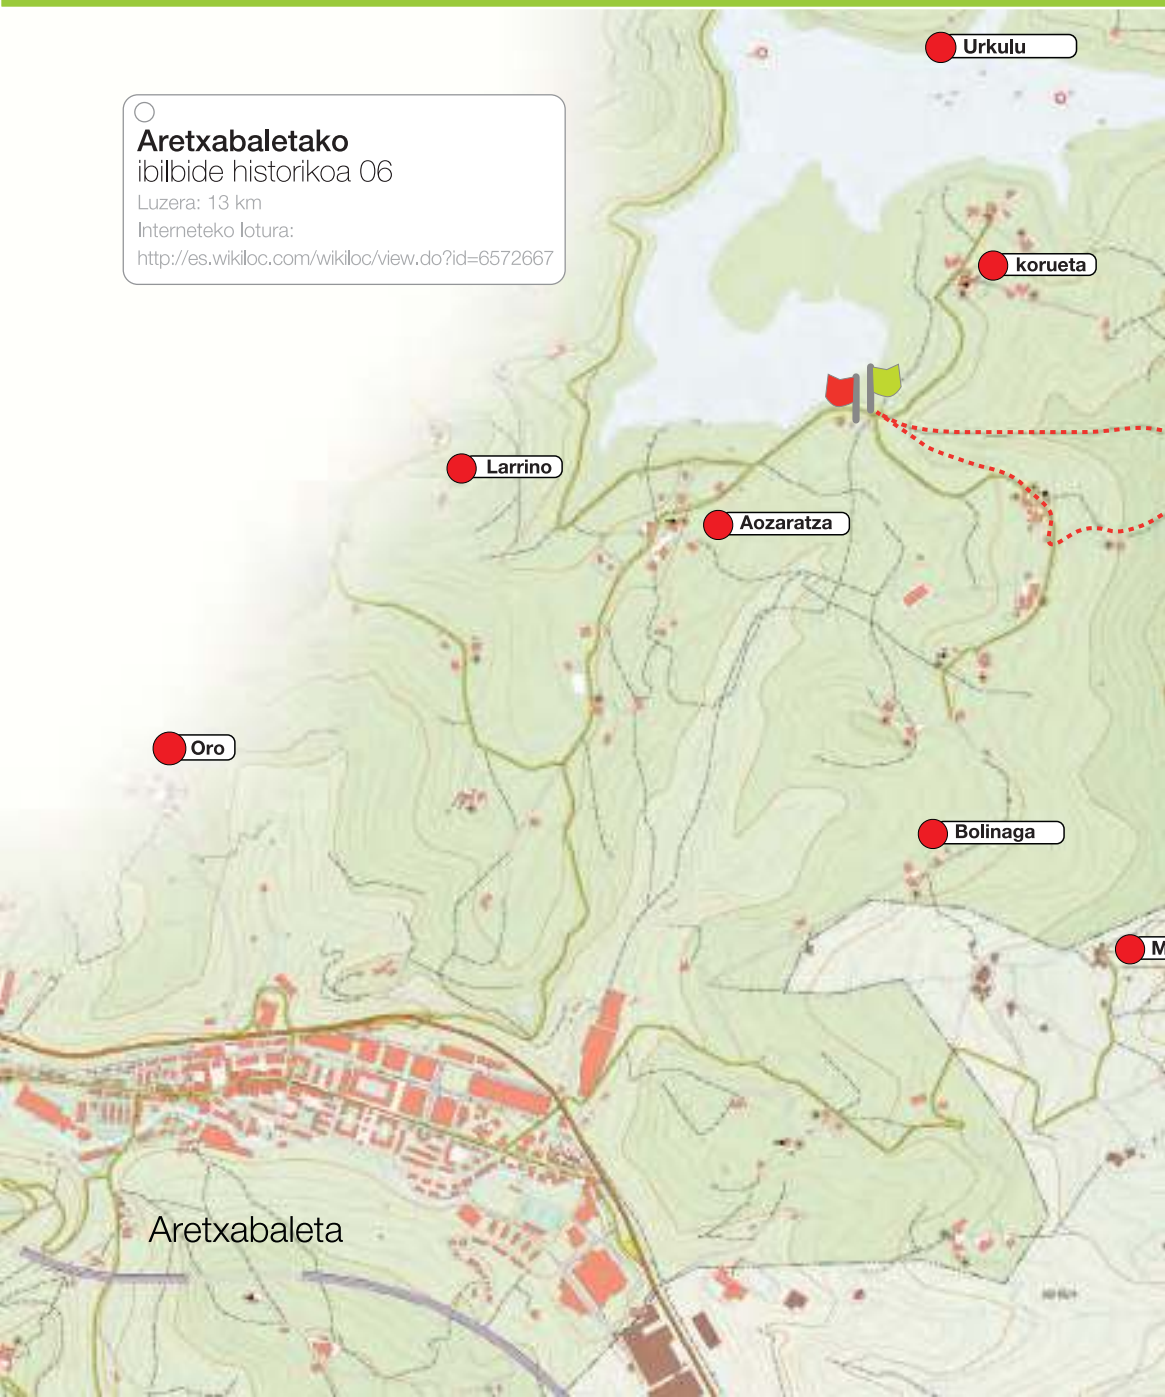 Urkulu
Aretxabaletako
ibilbide historikoa 06
Luzera: 13 km
Interneteko lotura:
http://es.wikiloc.com/wikiloc/view.do?id=6572667
korueta
Larrino
Aozaratza
Oro
Bolinaga
M
Aretxabaleta